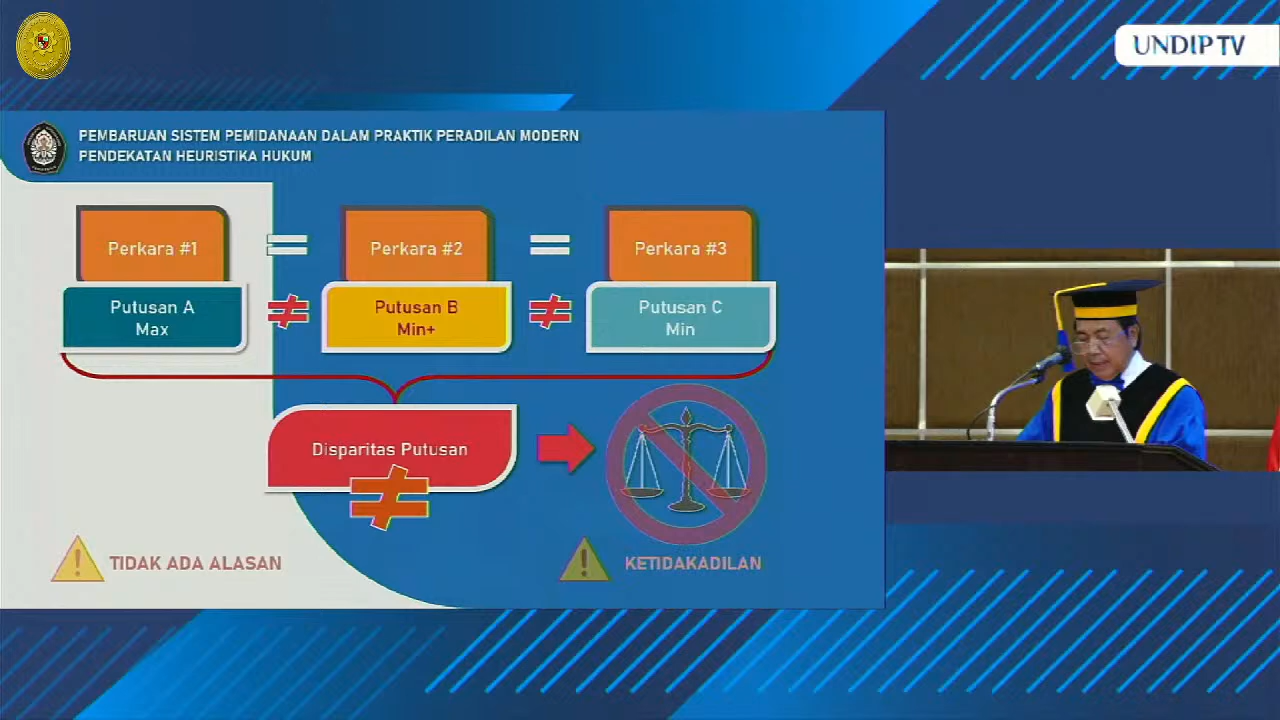 UNDIP TV
PEMBARUAN SISTEM PEMIDANAAN DALAM PRAKTIK PERADILAN MODERN
PENDEKATAN HEURISTIKA HUKUM
Perkara #1
=
Perkara #2
=
Perkara #3
Putusan A
Max
≠
Putusan B
Min+
≠
Putusan C
Min
Disparitas Putusan
≠
TIDAK ADA ALASAN
KETIDAKADILAN